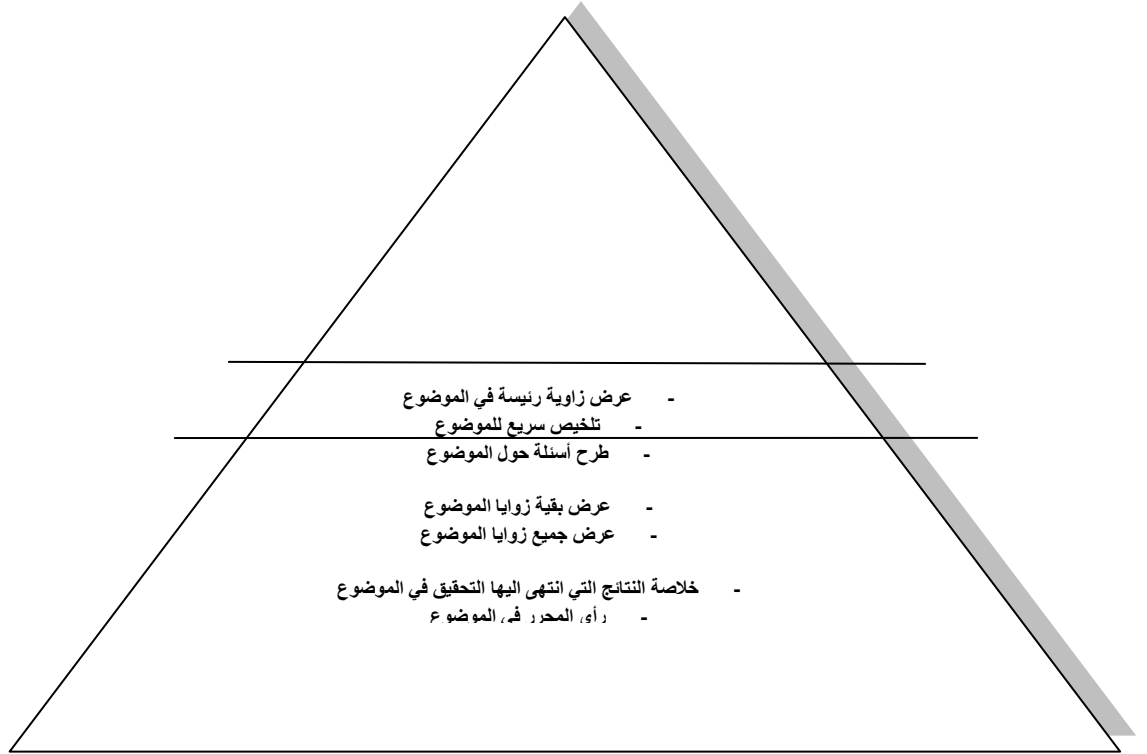 - عرض زاوية رئيسة في الموضوع
- تلخيص سريع للموضوع
- طرح أسئلة حول الموضوع
- عرض بقية زوايا الموضوع
- عرض جميع زوايا الموضوع
- خلاصة النتائج التي انتهى اليها التحقيق في الموضوع
- رأي المحرر في الموضوع